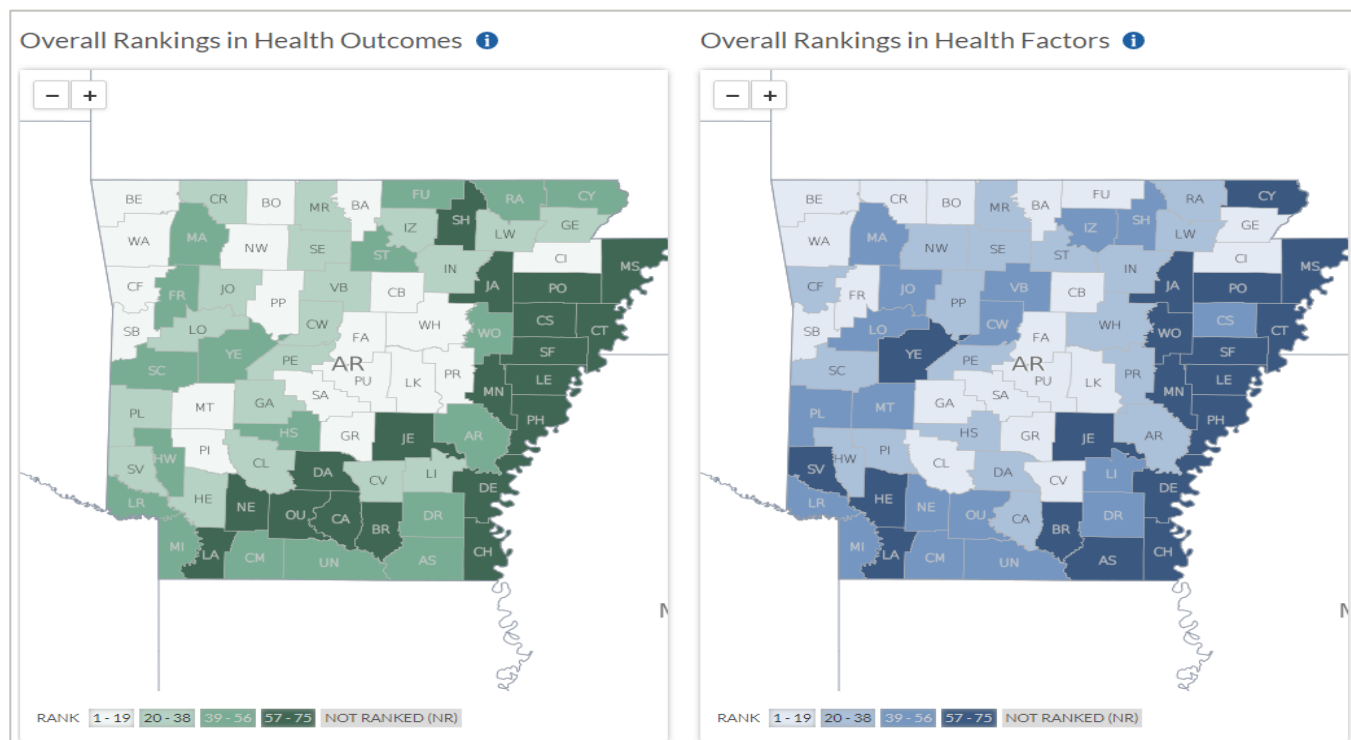 Overall Rankings in Health Outcomes i
− +
BE CR BO MR BA FU SH RA CY
WA MA NW SE ST IZ LW GE
CF FR JO PP VB CB IN JA CI PO MS
SB LO CW WH WO CS CT
SC YE PE FA SF
AR
PL MT GA SA PU LK PR MN LE
HW PI HS GR JE AR PH
SV CL DA CV LI
LR HE NE OU CA BR DR DE
MI LA CM UN AS CH
RANK 1 - 19 20 - 38 39 - 56 57 - 75 NOT RANKED (NR)
Overall Rankings in Health Factors i
− +
BE CR BO MR BA FU SH RA CY
WA MA NW SE ST IZ LW GE
CF FR JO PP VB CB IN JA CI PO MS
SB LO CW WH WO CS CT
SC YE PE FA SF
AR
PL MT GA SA PU LK PR MN LE
HW PI HS GR JE AR PH
SV CL DA CV LI
LR HE NE OU CA BR DR DE
MI LA CM UN AS CH
RANK 1 - 19 20 - 38 39 - 56 57 - 75 NOT RANKED (NR)